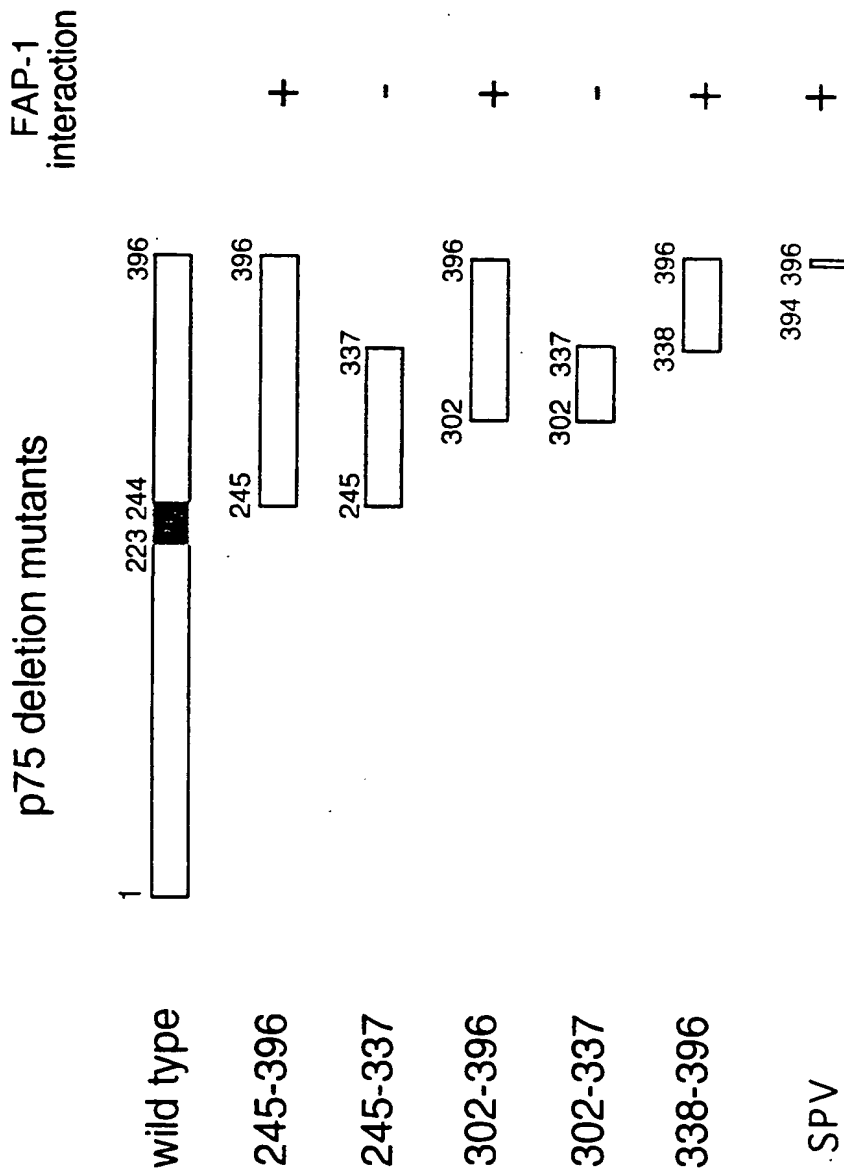 p75 deletion mutants
FAP-1
interaction
wild type 1 223 244 396
245-396 245 396 +
245-337 245 337 -
302-396 302 396 +
302-337 302 337 -
338-396 338 396 +
SPV 394 396 +